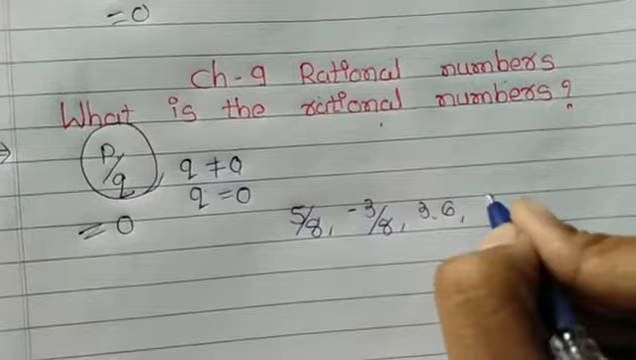 = 0
Ch-9 Rational numbers
What is the rational numbers?
P/q, q ≠ 0
q = 0
= 0
5/8, -3/8, 3.6,